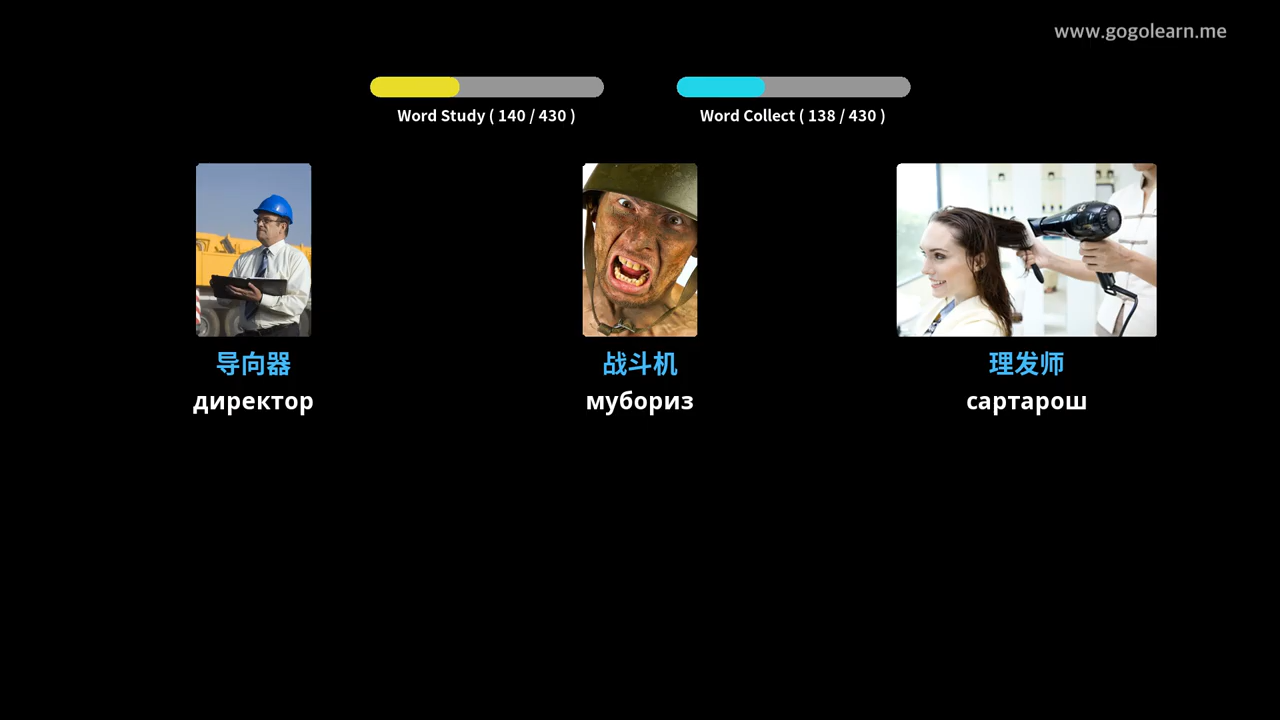 www.gogolearn.me
Word Study ( 140 / 430 )
Word Collect ( 138 / 430 )
导向器
战斗机
理发师
директор
мубориз
сартарош